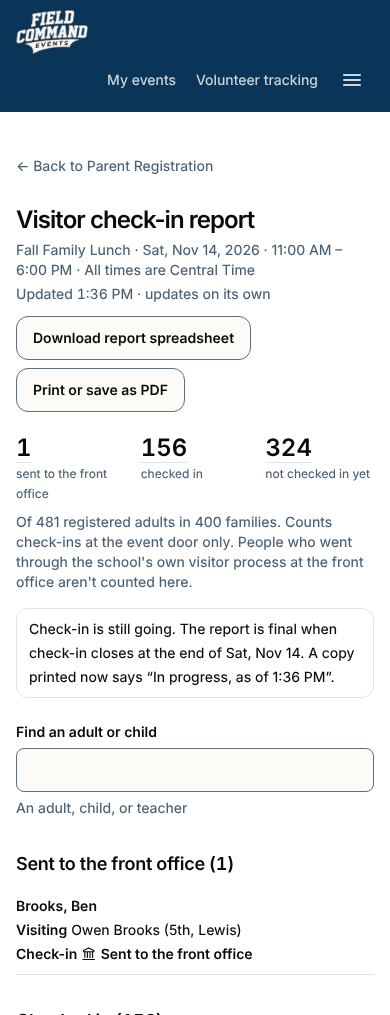 FIELD
COMMAND
EVENTS
My events
Volunteer tracking
← Back to Parent Registration
Visitor check-in report
Fall Family Lunch · Sat, Nov 14, 2026 · 11:00 AM –
6:00 PM · All times are Central Time
Updated 1:36 PM · updates on its own
Download report spreadsheet
Print or save as PDF
1
sent to the front
office
156
checked in
324
not checked in yet
Of 481 registered adults in 400 families. Counts
check-ins at the event door only. People who went
through the school's own visitor process at the front
office aren't counted here.
Check-in is still going. The report is final when
check-in closes at the end of Sat, Nov 14. A copy
printed now says “In progress, as of 1:36 PM”.
Find an adult or child
An adult, child, or teacher
Sent to the front office (1)
Brooks, Ben
Visiting Owen Brooks (5th, Lewis)
Check-in Sent to the front office